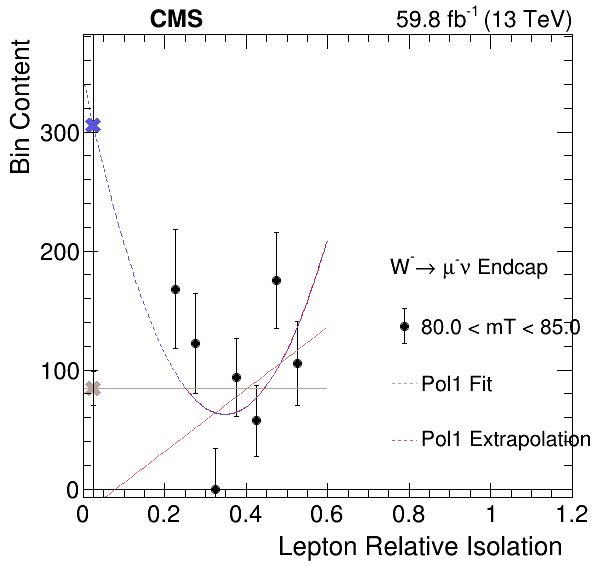 CMS 59.8 fb⁻¹ (13 TeV)
Bin Content
300
200
100
0
W⁻→ μ⁻ν Endcap
80.0 < mT < 85.0
Pol1 Fit
Pol1 Extrapolation
0 0.2 0.4 0.6 0.8 1 1.2
Lepton Relative Isolation